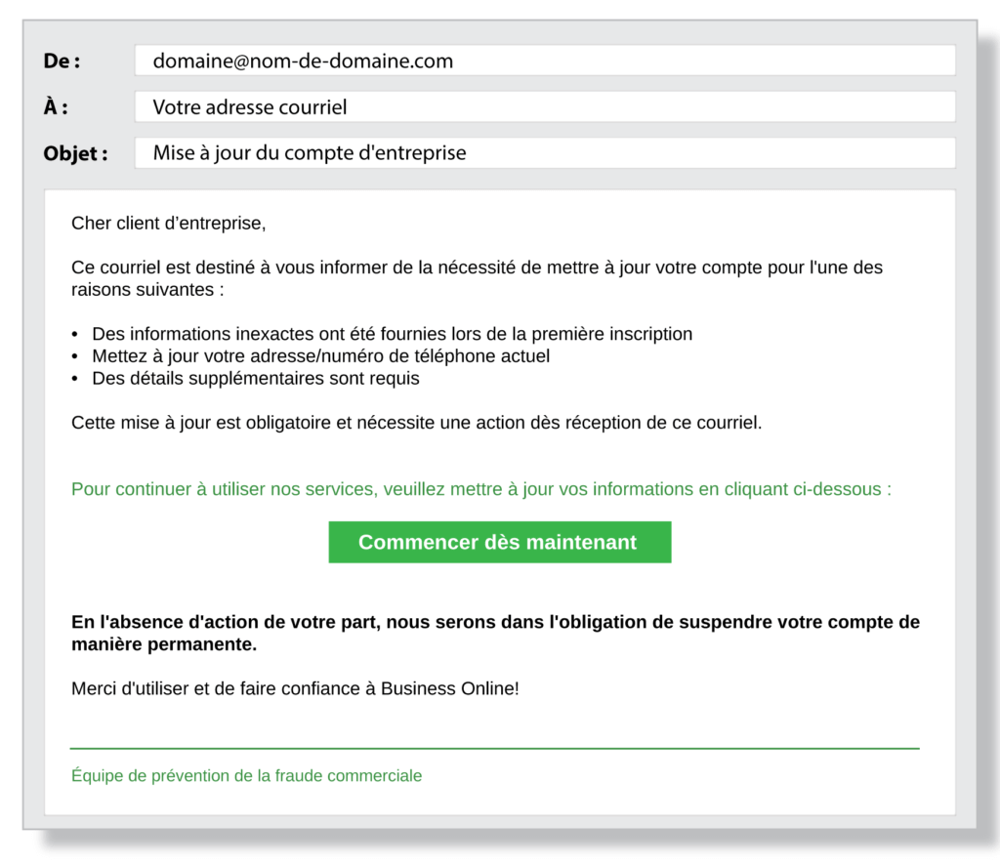 De : domaine@nom-de-domaine.com
À : Votre adresse courriel
Objet : Mise à jour du compte d'entreprise
Cher client d’entreprise,
Ce courriel est destiné à vous informer de la nécessité de mettre à jour votre compte pour l'une des
raisons suivantes :
• Des informations inexactes ont été fournies lors de la première inscription
• Mettez à jour votre adresse/numéro de téléphone actuel
• Des détails supplémentaires sont requis
Cette mise à jour est obligatoire et nécessite une action dès réception de ce courriel.
Pour continuer à utiliser nos services, veuillez mettre à jour vos informations en cliquant ci-dessous :
Commencer dès maintenant
En l'absence d'action de votre part, nous serons dans l'obligation de suspendre votre compte de
manière permanente.
Merci d'utiliser et de faire confiance à Business Online!
Équipe de prévention de la fraude commerciale